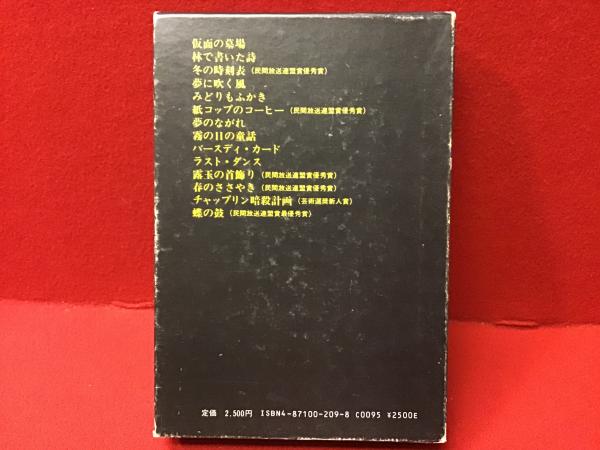 仮面の墓場
林で書いた詩
冬の時刻表（民間放送連盟賞優秀賞）
夢に吹く風
みどりもふかき
紙コップのコーヒー（民間放送連盟賞優秀賞）
夢のながれ
霧の日の童話
バースディ・カード
ラスト・ダンス
露玉の首飾り（民間放送連盟賞優秀賞）
春のささやき（民間放送連盟賞優秀賞）
チャップリン暗殺計画（芸術選奨新人賞）
蝶の鼓（民間放送連盟賞最優秀賞）
定価 2,500円 ISBN4-87100-209-8 C0095 ¥2500E